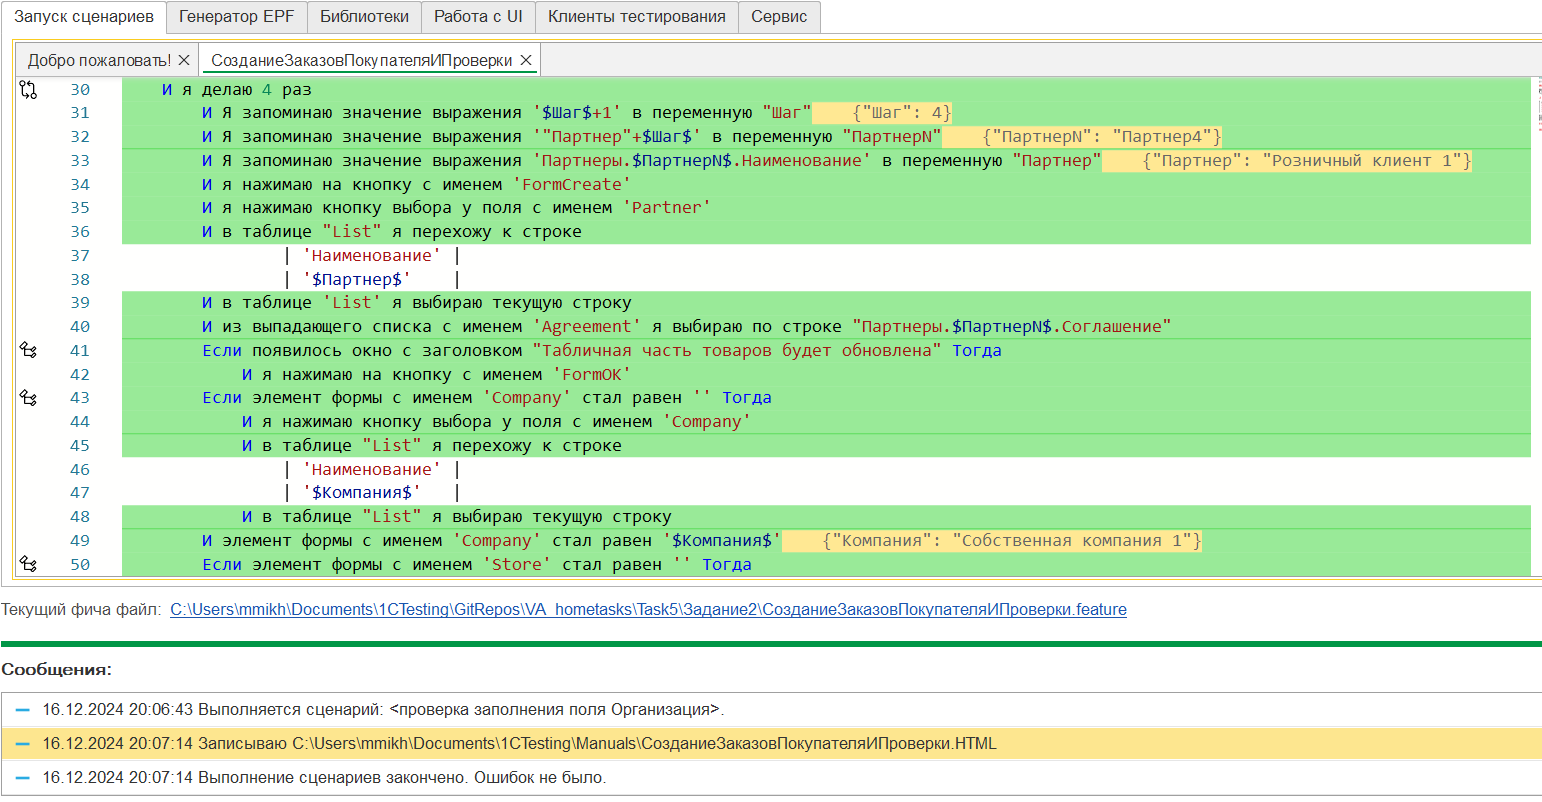 Запуск сценариев Генератор EPF Библиотеки Работа с UI Клиенты тестирования Сервис
Добро пожаловать! × СозданиеЗаказовПокупателяИПроверки ×
30 И я делаю 4 раз
31 И Я запоминаю значение выражения '$Шаг$+1' в переменную "Шаг" {"Шаг": 4}
32 И Я запоминаю значение выражения '"Партнер"+$Шаг$' в переменную "ПартнерN" {"ПартнерN": "Партнер4"}
33 И Я запоминаю значение выражения 'Партнеры.$ПартнерN$.Наименование' в переменную "Партнер" {"Партнер": "Розничный клиент 1"}
34 И я нажимаю на кнопку с именем 'FormCreate'
35 И я нажимаю кнопку выбора у поля с именем 'Partner'
36 И в таблице "List" я перехожу к строке
37 | 'Наименование' |
38 | '$Партнер$' |
39 И в таблице 'List' я выбираю текущую строку
40 И из выпадающего списка с именем 'Agreement' я выбираю по строке "Партнеры.$ПартнерN$.Соглашение"
41 Если появилось окно с заголовком "Табличная часть товаров будет обновлена" Тогда
42 И я нажимаю на кнопку с именем 'FormOK'
43 Если элемент формы с именем 'Company' стал равен '' Тогда
44 И я нажимаю кнопку выбора у поля с именем 'Company'
45 И в таблице "List" я перехожу к строке
46 | 'Наименование' |
47 | '$Компания$' |
48 И в таблице "List" я выбираю текущую строку
49 И элемент формы с именем 'Company' стал равен '$Компания$' {"Компания": "Собственная компания 1"}
50 Если элемент формы с именем 'Store' стал равен '' Тогда
Текущий фича файл: C:\Users\mmikh\Documents\1CTesting\GitRepos\VA_hometasks\Task5\Задание2\СозданиеЗаказовПокупателяИПроверки.feature
Сообщения:
16.12.2024 20:06:43 Выполняется сценарий: <проверка заполнения поля Организация>.
16.12.2024 20:07:14 Записываю C:\Users\mmikh\Documents\1CTesting\Manuals\СозданиеЗаказовПокупателяИПроверки.HTML
16.12.2024 20:07:14 Выполнение сценариев закончено. Ошибок не было.